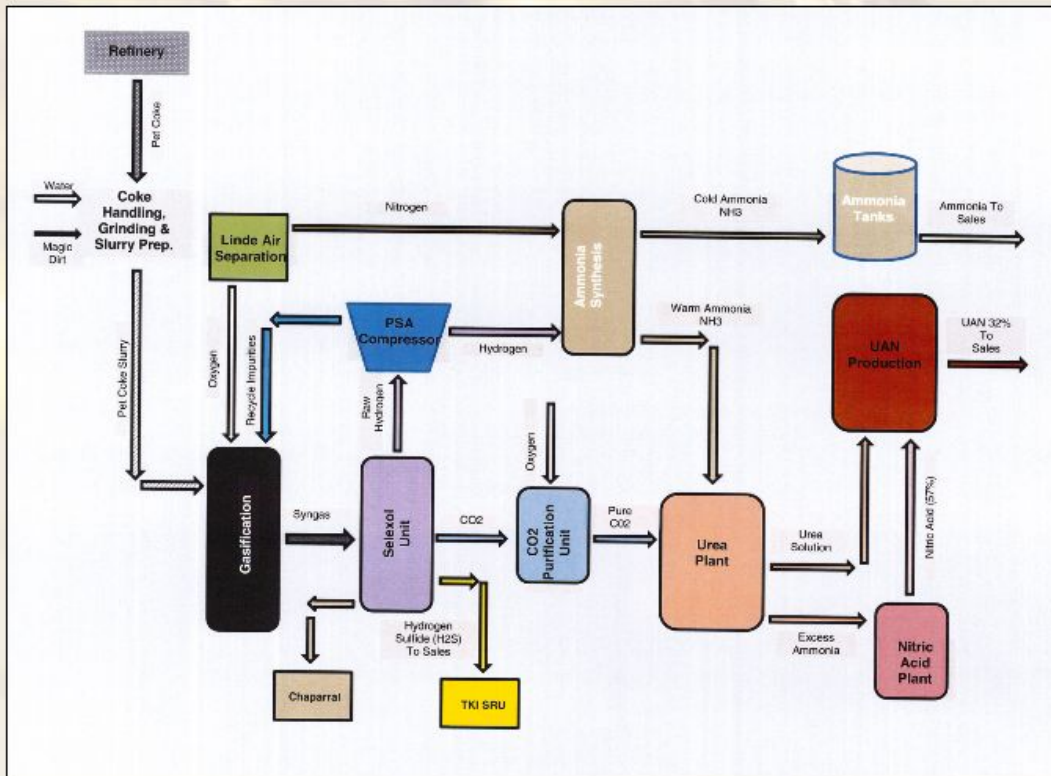 Refinery
Pet Coke
Water
Magic
Dirt
Coke
Handling,
Grinding &
Slurry Prep.
Pet Coke Slurry
Linde Air
Separation
Nitrogen
Oxygen
Recycle Impurities
PSA
Compressor
Hydrogen
Raw
Hydrogen
Ammonia
Synthesis
Cold Ammonia
NH3
Ammonia
Tanks
Ammonia To
Sales
Warm Ammonia
NH3
UAN
Production
UAN 32%
To
Sales
Gasification
Syngas
Selexol
Unit
CO2
Oxygen
CO2
Purification
Unit
Pure
C02
Urea
Plant
Urea
Solution
Nitric Acid (57%)
Excess
Ammonia
Nitric
Acid
Plant
Hydrogen
Sulfide (H2S)
To Sales
Chaparral
TKI SRU